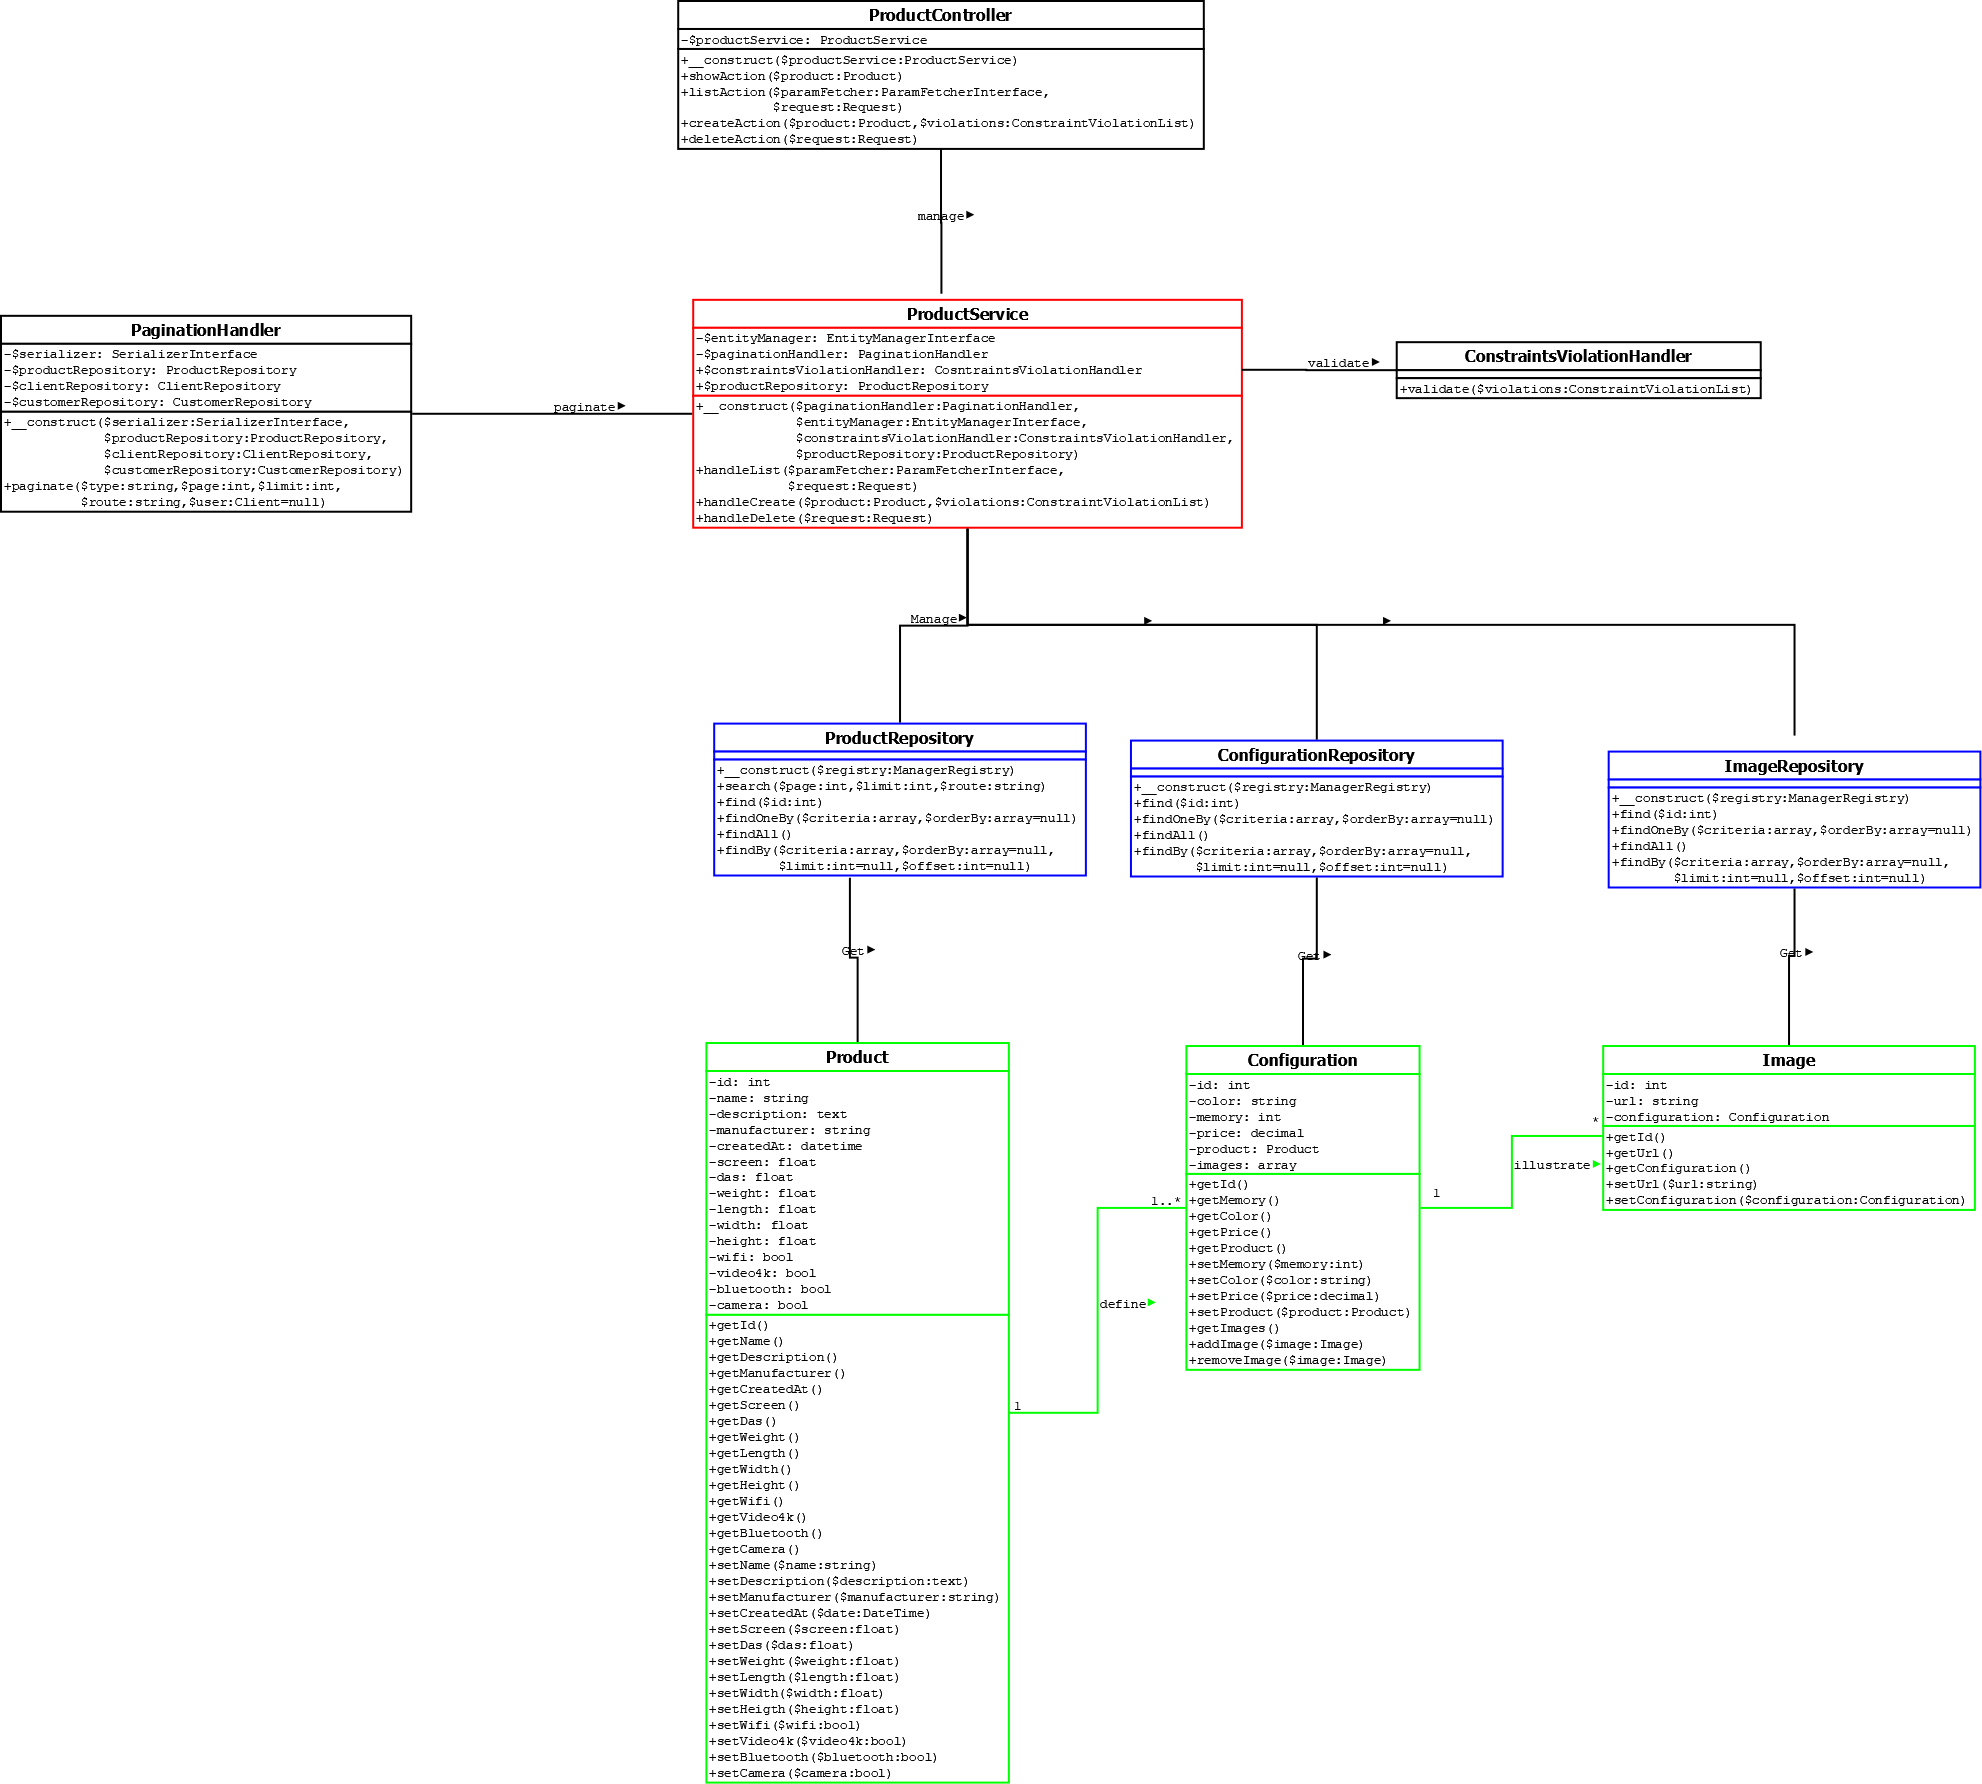 ProductController
-$productService: ProductService
+__construct($productService:ProductService)
+showAction($product:Product)
+listAction($paramFetcher:ParamFetcherInterface,
$request:Request)
+createAction($product:Product,$violations:ConstraintViolationList)
+deleteAction($request:Request)
manage
PaginationHandler
-$serializer: SerializerInterface
-$productRepository: ProductRepository
-$clientRepository: ClientRepository
-$customerRepository: CustomerRepository
+__construct($serializer:SerializerInterface,
$productRepository:ProductRepository,
$clientRepository:ClientRepository,
$customerRepository:CustomerRepository)
+paginate($type:string,$page:int,$limit:int,
$route:string,$user:Client=null)
paginate
ProductService
-$entityManager: EntityManagerInterface
-$paginationHandler: PaginationHandler
+$constraintsViolationHandler: CosntraintsViolationHandler
+$productRepository: ProductRepository
+__construct($paginationHandler:PaginationHandler,
$entityManager:EntityManagerInterface,
$constraintsViolationHandler:ConstraintsViolationHandler,
$productRepository:ProductRepository)
+handleList($paramFetcher:ParamFetcherInterface,
$request:Request)
+handleCreate($product:Product,$violations:ConstraintViolationList)
+handleDelete($request:Request)
validate
ConstraintsViolationHandler
+validate($violations:ConstraintViolationList)
Manage
ProductRepository
+__construct($registry:ManagerRegistry)
+search($page:int,$limit:int,$route:string)
+find($id:int)
+findOneBy($criteria:array,$orderBy:array=null)
+findAll()
+findBy($criteria:array,$orderBy:array=null,
$limit:int=null,$offset:int=null)
ConfigurationRepository
+__construct($registry:ManagerRegistry)
+find($id:int)
+findOneBy($criteria:array,$orderBy:array=null)
+findAll()
+findBy($criteria:array,$orderBy:array=null,
$limit:int=null,$offset:int=null)
ImageRepository
+__construct($registry:ManagerRegistry)
+find($id:int)
+findOneBy($criteria:array,$orderBy:array=null)
+findAll()
+findBy($criteria:array,$orderBy:array=null,
$limit:int=null,$offset:int=null)
Get
Get
Get
Product
-id: int
-name: string
-description: text
-manufacturer: string
-createdAt: datetime
-screen: float
-das: float
-weight: float
-length: float
-width: float
-height: float
-wifi: bool
-video4k: bool
-bluetooth: bool
-camera: bool
+getId()
+getName()
+getDescription()
+getManufacturer()
+getCreatedAt()
+getScreen()
+getDas()
+getWeight()
+getLength()
+getWidth()
+getHeight()
+getWifi()
+getVideo4k()
+getBluetooth()
+getCamera()
+setName($name:string)
+setDescription($description:text)
+setManufacturer($manufacturer:string)
+setCreatedAt($date:DateTime)
+setScreen($screen:float)
+setDas($das:float)
+setWeight($weight:float)
+setLength($length:float)
+setWidth($width:float)
+setHeigth($height:float)
+setWifi($wifi:bool)
+setVideo4k($video4k:bool)
+setBluetooth($bluetooth:bool)
+setCamera($camera:bool)
1
define
1..*
Configuration
-id: int
-color: string
-memory: int
-price: decimal
-product: Product
-images: array
+getId()
+getMemory()
+getColor()
+getPrice()
+getProduct()
+setMemory($memory:int)
+setColor($color:string)
+setPrice($price:decimal)
+setProduct($product:Product)
+getImages()
+addImage($image:Image)
+removeImage($image:Image)
1
illustrate
*
Image
-id: int
-url: string
-configuration: Configuration
+getId()
+getUrl()
+getConfiguration()
+setUrl($url:string)
+setConfiguration($configuration:Configuration)